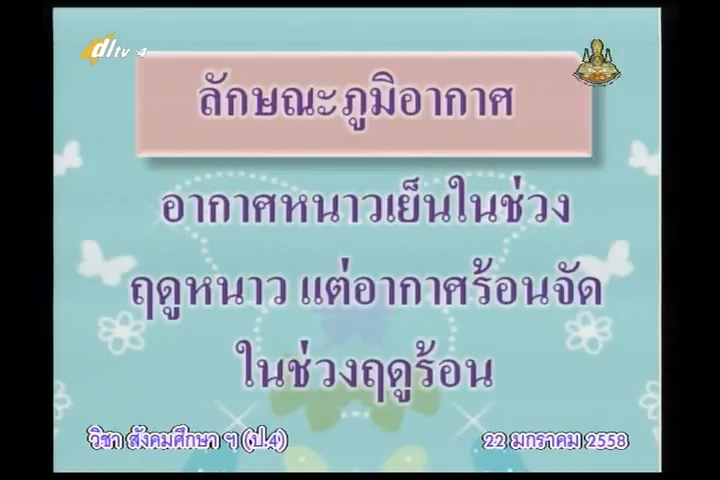 dltv 4
ลักษณะภูมิอากาศ
อากาศหนาวเย็นในช่วง
ฤดูหนาว แต่อากาศร้อนจัด
ในช่วงฤดูร้อน
วิชา สังคมศึกษา ฯ (ป.4)
22 มกราคม 2558